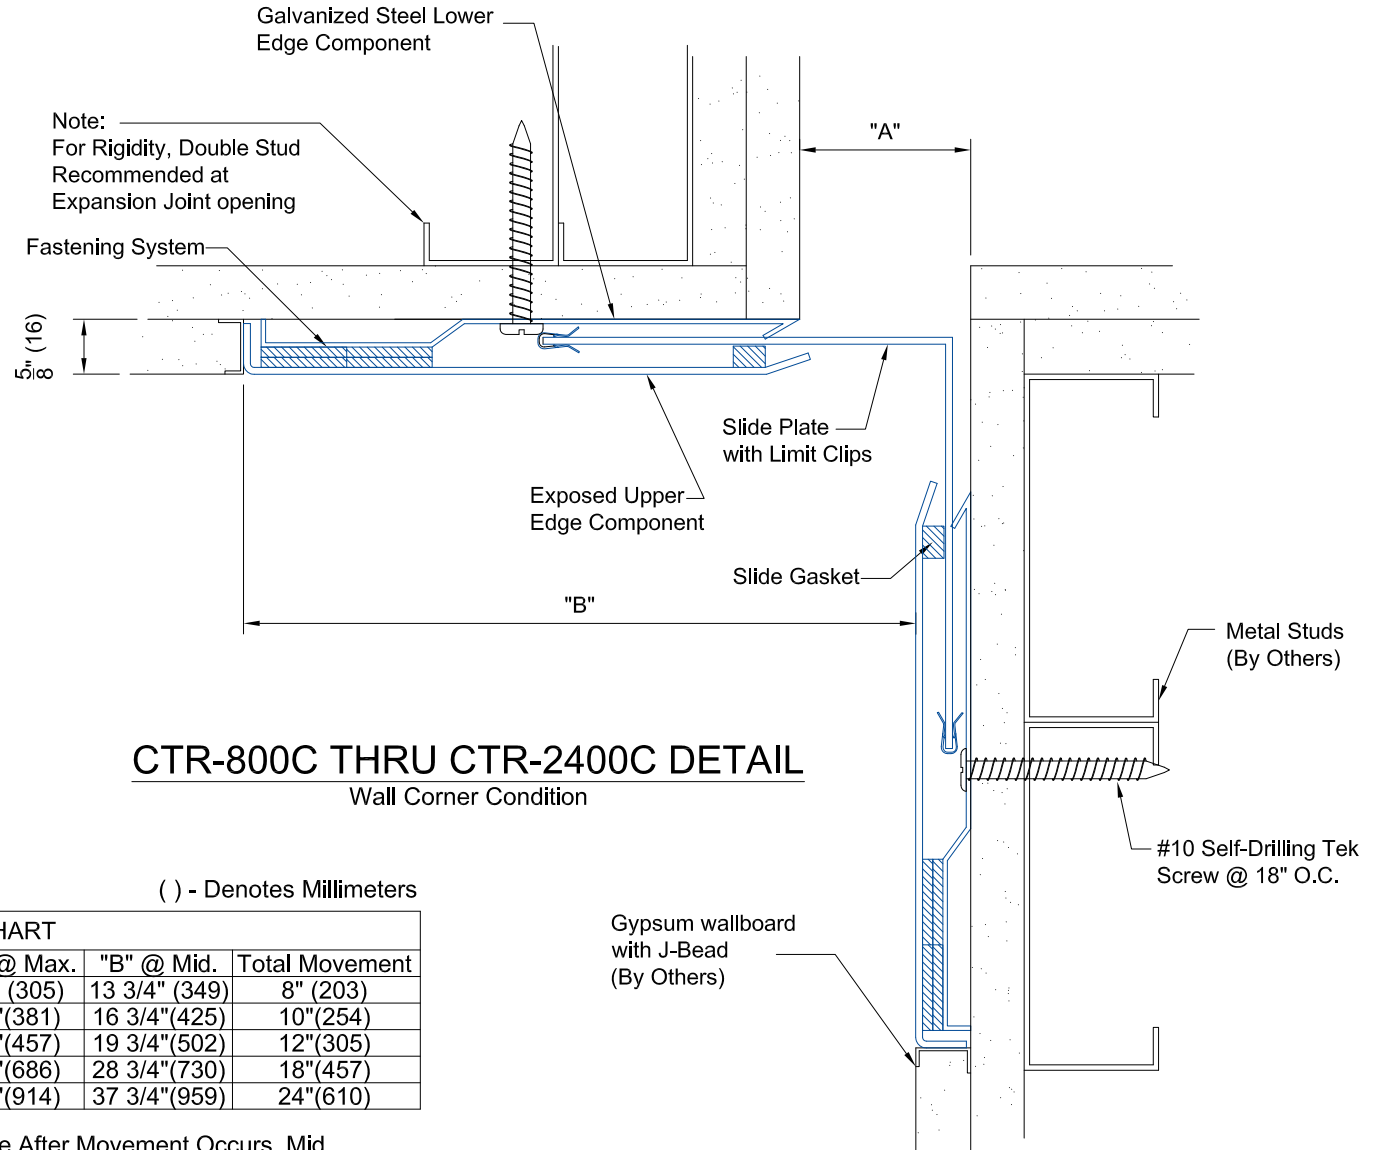 Galvanized Steel Lower
Edge Component
Note:
For Rigidity, Double Stud
Recommended at
Expansion Joint opening
"A"
Fastening System
5/8" (16)
Slide Plate
with Limit Clips
Exposed Upper
Edge Component
Slide Gasket
"B"
Metal Studs
(By Others)
CTR-800C THRU CTR-2400C DETAIL
Wall Corner Condition
#10 Self-Drilling Tek
Screw @ 18" O.C.
( ) - Denotes Millimeters
Gypsum wallboard
with J-Bead
(By Others)
@ Max. "B" @ Mid. Total Movement
(305) 13 3/4" (349) 8" (203)
"(381) 16 3/4"(425) 10"(254)
"(457) 19 3/4"(502) 12"(305)
"(686) 28 3/4"(730) 18"(457)
"(914) 37 3/4"(959) 24"(610)
After Movement Occurs, Mid